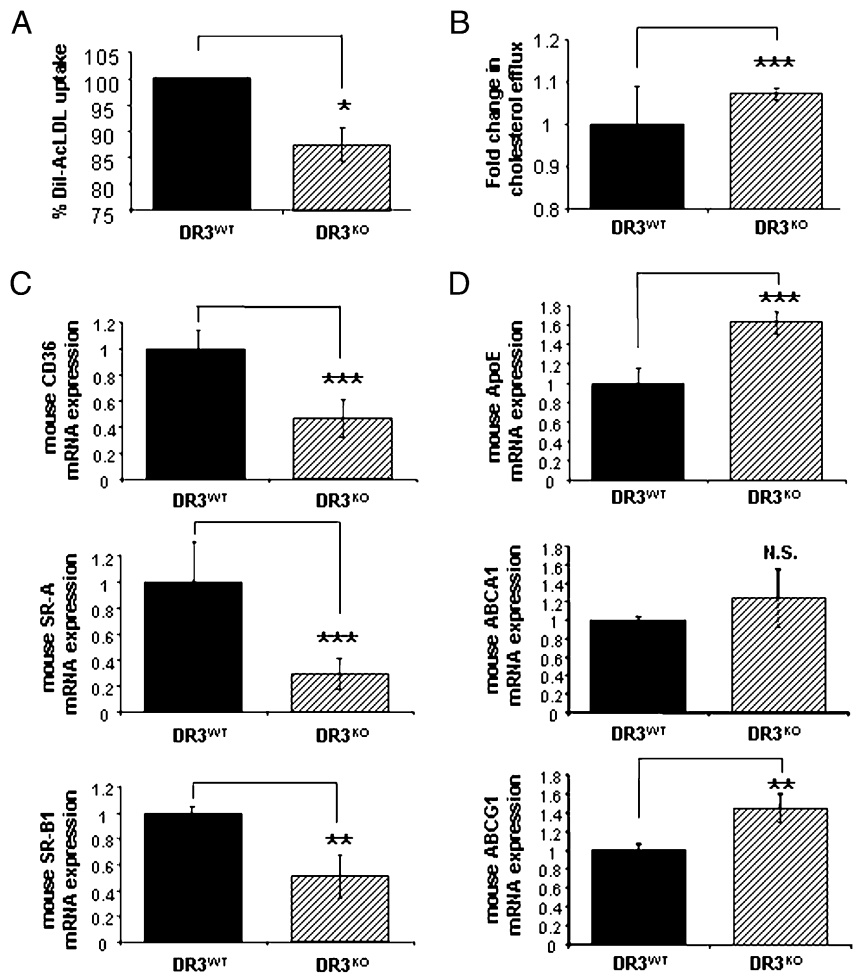 A
% Dil-AcLDL uptake
105
100
95
90
85
80
75
*
DR3WT
DR3KO
B
Fold change in
cholesterol efflux
1.2
1.1
1
0.9
0.8
***
DR3WT
DR3KO
C
mouse CD36
mRNA expression
1.2
1
0.8
0.6
0.4
0.2
0
***
DR3WT
DR3KO
mouse SR-A
mRNA expression
1.2
1
0.8
0.6
0.4
0.2
0
***
DR3WT
DR3KO
mouse SR-B1
mRNA expression
1.2
1
0.8
0.6
0.4
0.2
0
**
DR3WT
DR3KO
D
mouse ApoE
mRNA expression
1.8
1.6
1.4
1.2
1
0.8
0.6
0.4
0.2
0
***
DR3WT
DR3KO
mouse ABCA1
mRNA expression
1.8
1.6
1.4
1.2
1
0.8
0.6
0.4
0.2
0
N.S.
DR3WT
DR3KO
mouse ABCG1
mRNA expression
1.8
1.6
1.4
1.2
1
0.8
0.6
0.4
0.2
0
**
DR3WT
DR3KO